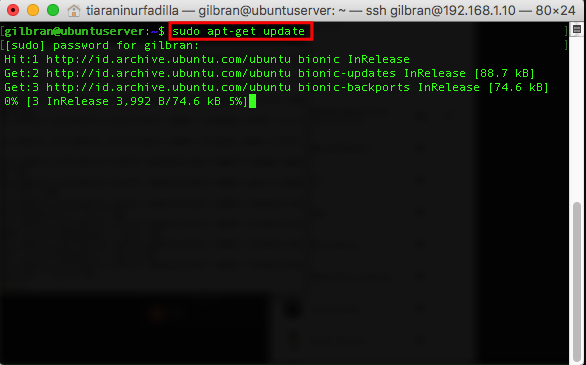 tiaraninurfadilla — gilbran@ubuntuserver: ~ — ssh gilbran@192.168.1.10 — 80×24
[gilbran@ubuntuserver:~$ sudo apt-get update ]
[[sudo] password for gilbran: ]
Hit:1 http://id.archive.ubuntu.com/ubuntu bionic InRelease
Get:2 http://id.archive.ubuntu.com/ubuntu bionic-updates InRelease [88.7 kB]
Get:3 http://id.archive.ubuntu.com/ubuntu bionic-backports InRelease [74.6 kB]
0% [3 InRelease 3,992 B/74.6 kB 5%]